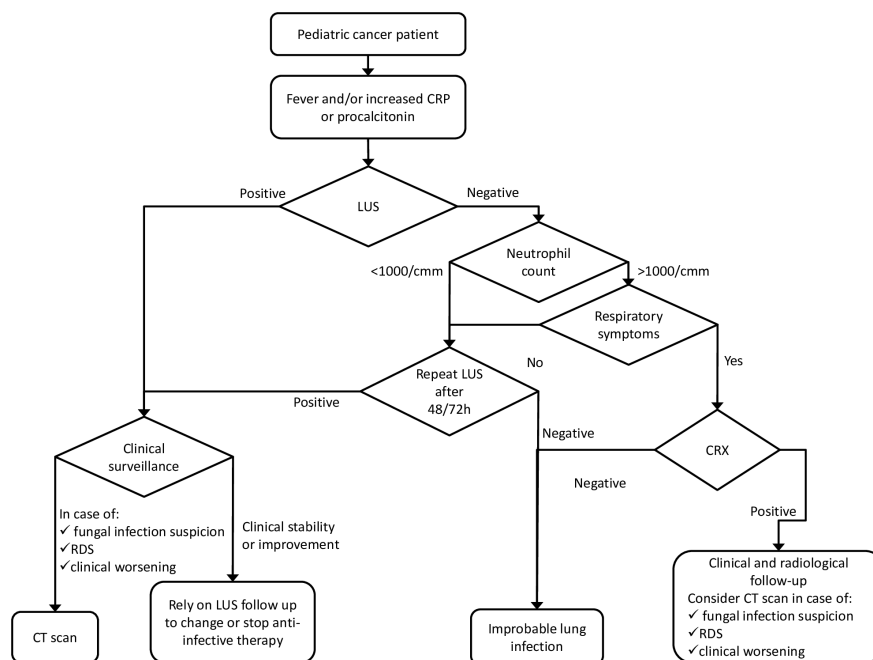 Pediatric cancer patient
Fever and/or increased CRP
or procalcitonin
Positive
LUS
Negative
Neutrophil
count
<1000/cmm
>1000/cmm
Respiratory
symptoms
No
Yes
Repeat LUS
after
48/72h
Positive
Negative
CRX
Negative
Positive
Clinical
surveillance
In case of:
✓ fungal infection suspicion
✓RDS
✓clinical worsening
Clinical stability
or improvement
CT scan
Rely on LUS follow up
to change or stop anti-
infective therapy
Improbable lung
infection
Clinical and radiological
follow-up
Consider CT scan in case of:
✓ fungal infection suspicion
✓RDS
✓clinical worsening